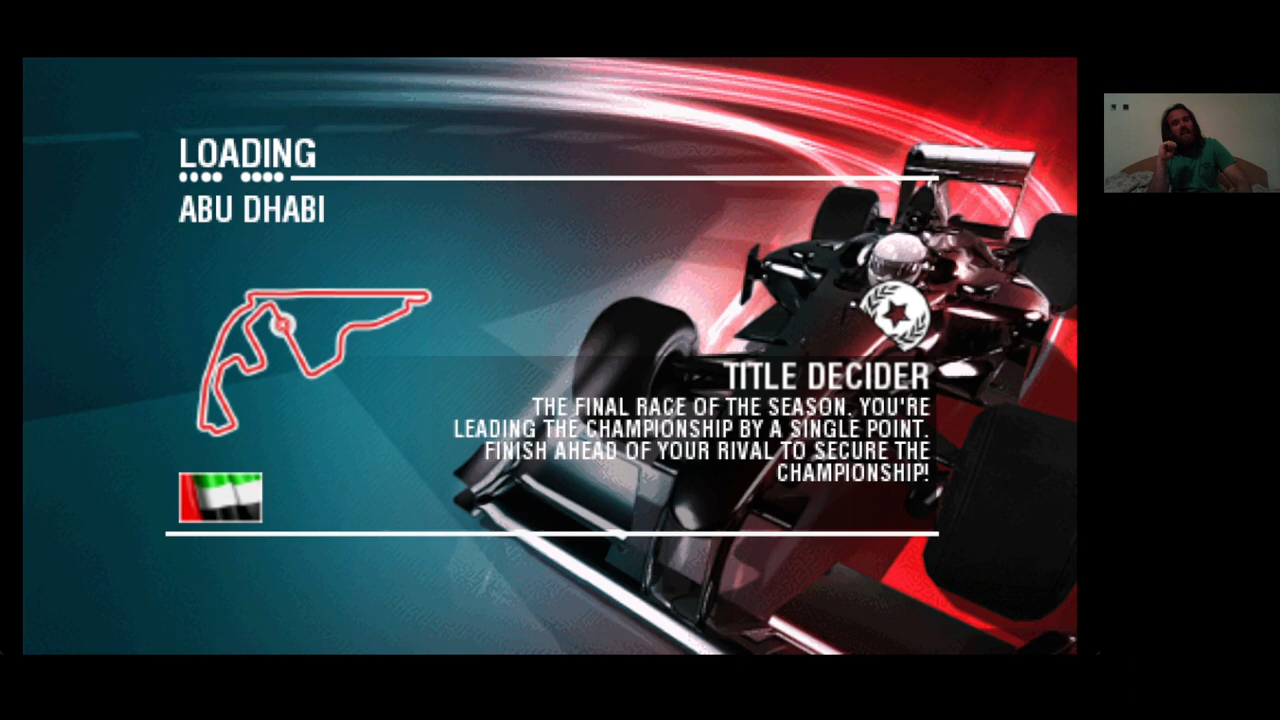 LOADING
ABU DHABI
TITLE DECIDER
THE FINAL RACE OF THE SEASON. YOU'RE
LEADING THE CHAMPIONSHIP BY A SINGLE POINT.
FINISH AHEAD OF YOUR RIVAL TO SECURE THE
CHAMPIONSHIP!